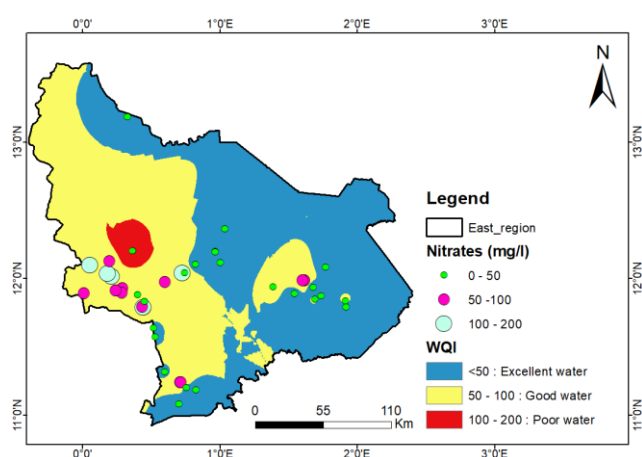 0°0'
1°0'E
2°0'E
3°0'E
N
13°0'N
13°0'N
12°0'N
12°0'N
11°0'N
11°0'N
Legend
East_region
Nitrates (mg/l)
0 - 50
50 -100
100 - 200
WQI
<50 : Excellent water
50 - 100 : Good water
100 - 200 : Poor water
0 55 110
Km
0°0'
1°0'E
2°0'E
3°0'E